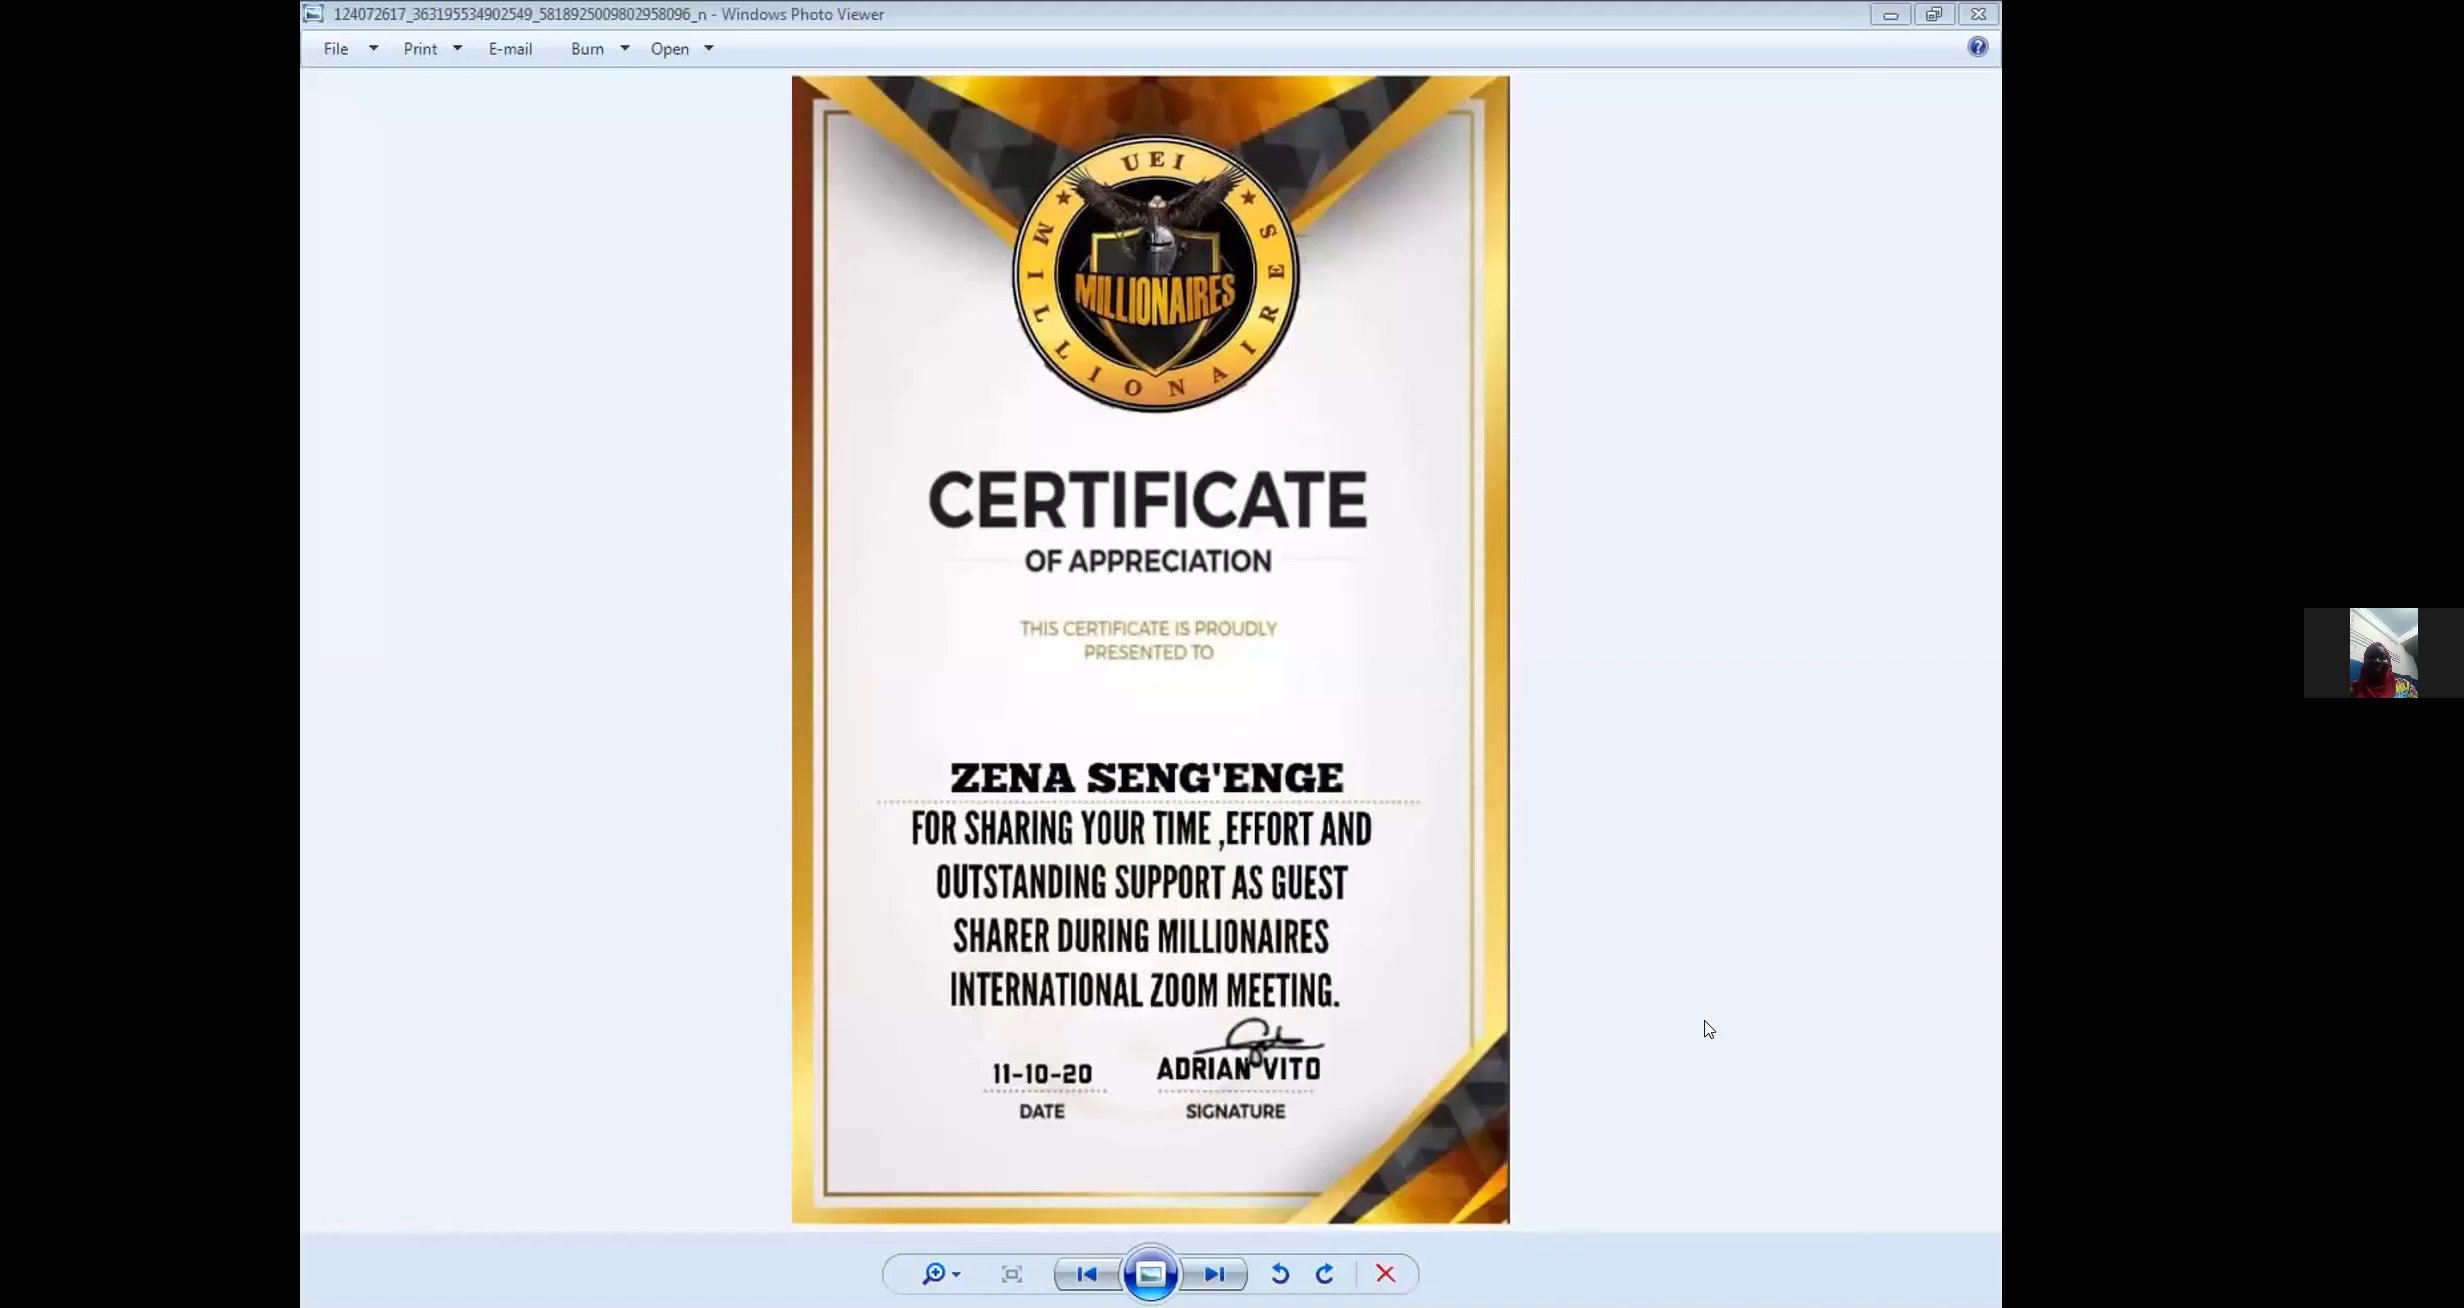 124072617_363195534902549_5818925009802958096_n - Windows Photo Viewer
File Print E-mail Burn Open
UEI
MILLIONAIRES
MILLIONAIRES
CERTIFICATE
OF APPRECIATION
THIS CERTIFICATE IS PROUDLY
PRESENTED TO
ZENA SENG'ENGE
FOR SHARING YOUR TIME ,EFFORT AND
OUTSTANDING SUPPORT AS GUEST
SHARER DURING MILLIONAIRES
INTERNATIONAL ZOOM MEETING.
11-10-20 ADRIAN VITO
DATE SIGNATURE